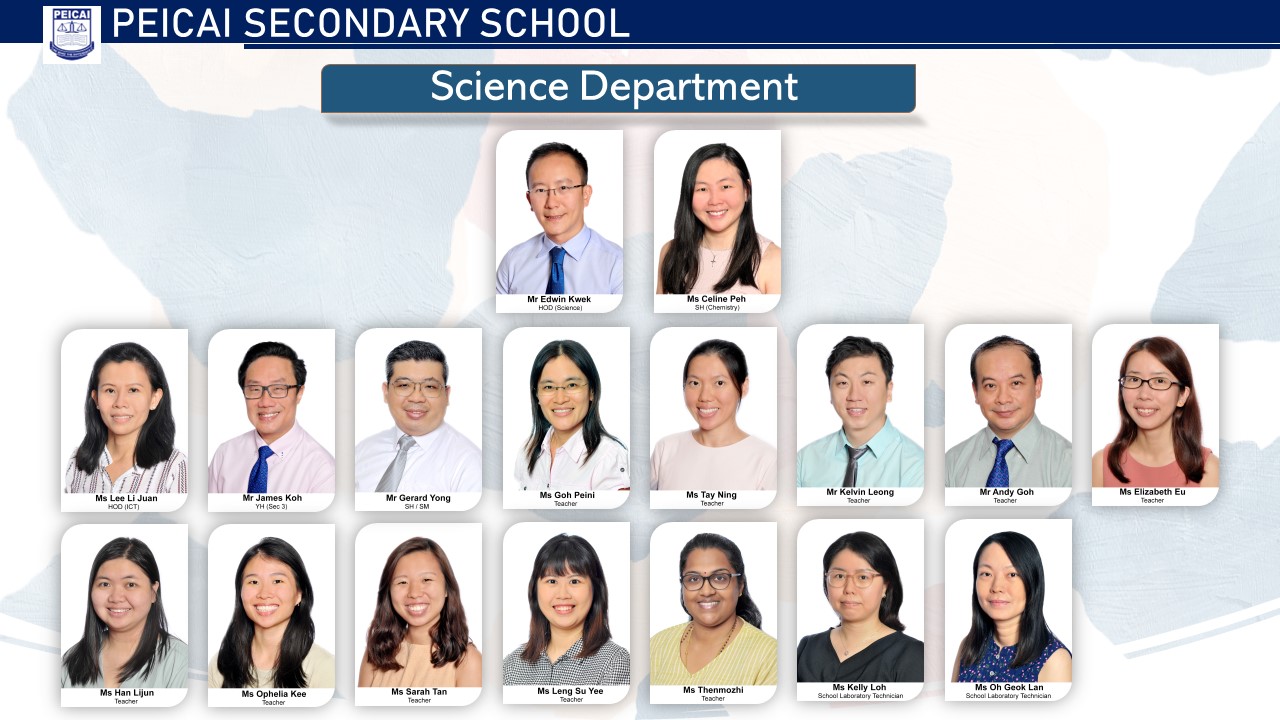 PEICAI
PEICAI SECONDARY SCHOOL
Science Department
Mr Edwin Kwek
HOD (Science)
Ms Celine Peh
SH (Chemistry)
Ms Lee Li Juan
HOD (ICT)
Mr James Koh
YH (Sec 3)
Mr Gerard Yong
SH / SM
Ms Goh Peini
Teacher
Ms Tay Ning
Teacher
Mr Kelvin Leong
Teacher
Mr Andy Goh
Teacher
Ms Elizabeth Eu
Teacher
Ms Han Lijun
Teacher
Ms Ophelia Kee
Teacher
Ms Sarah Tan
Teacher
Ms Leng Su Yee
Teacher
Ms Thenmozhi
Teacher
Ms Kelly Loh
School Laboratory Technician
Ms Oh Geok Lan
School Laboratory Technician